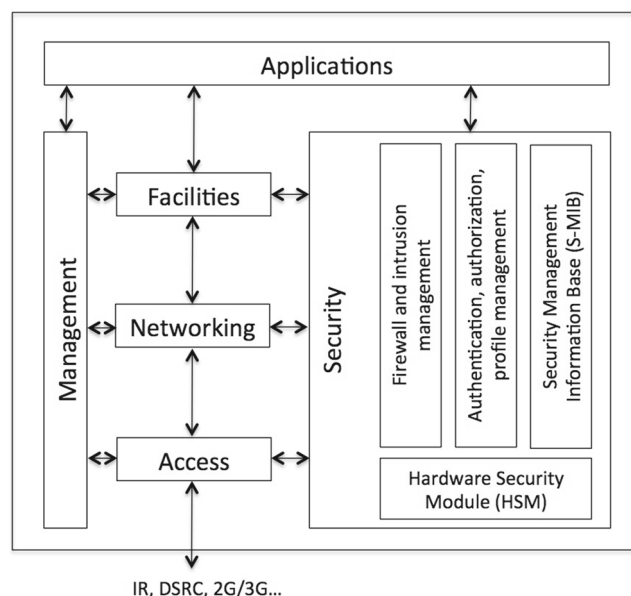 Applications
Management
Facilities
Networking
Access
Security
Firewall and intrusion
management
Authentication, authorization,
profile management
Security Management
Information Base (S-MIB)
Hardware Security
Module (HSM)
IR, DSRC, 2G/3G...